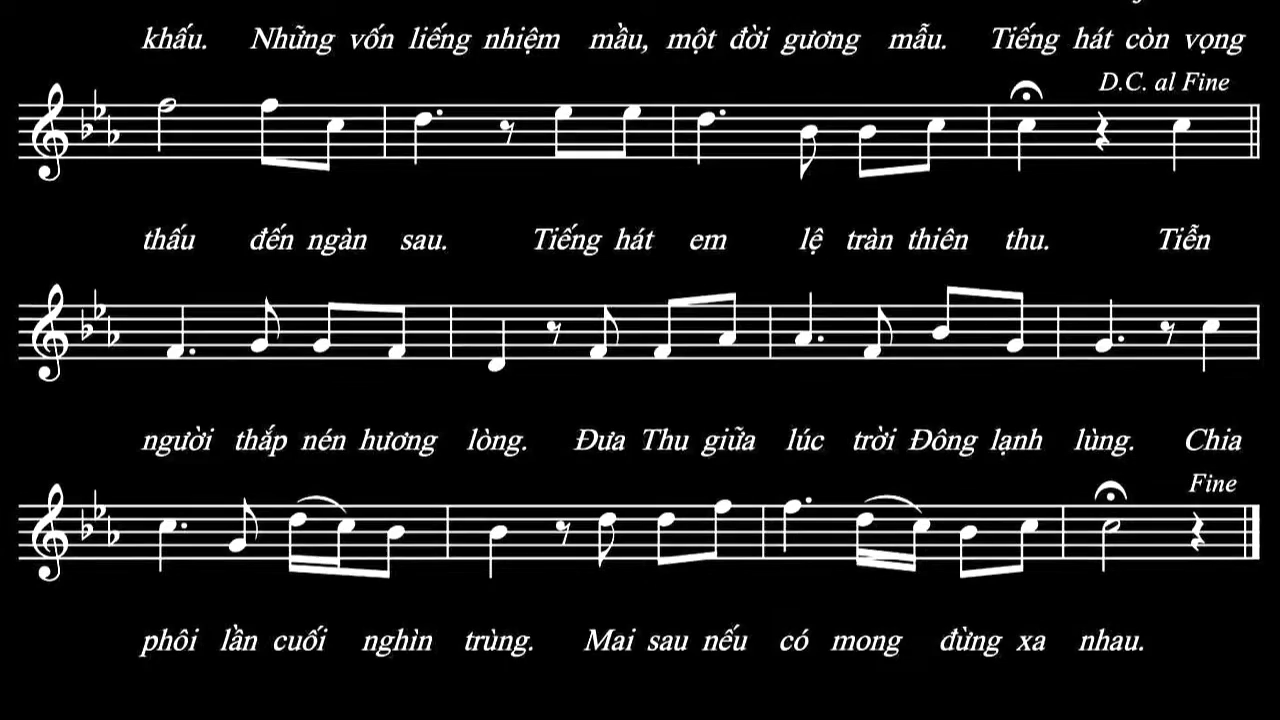 khấu. Những vốn liếng nhiệm mầu, một đời gương mẫu. Tiếng hát còn vọng
D.C. al Fine
thấu đến ngàn sau. Tiếng hát em lệ tràn thiên thu. Tiễn
người thắp nén hương lòng. Đưa Thu giữa lúc trời Đông lạnh lùng. Chia
Fine
phôi lần cuối nghìn trùng. Mai sau nếu có mong đừng xa nhau.